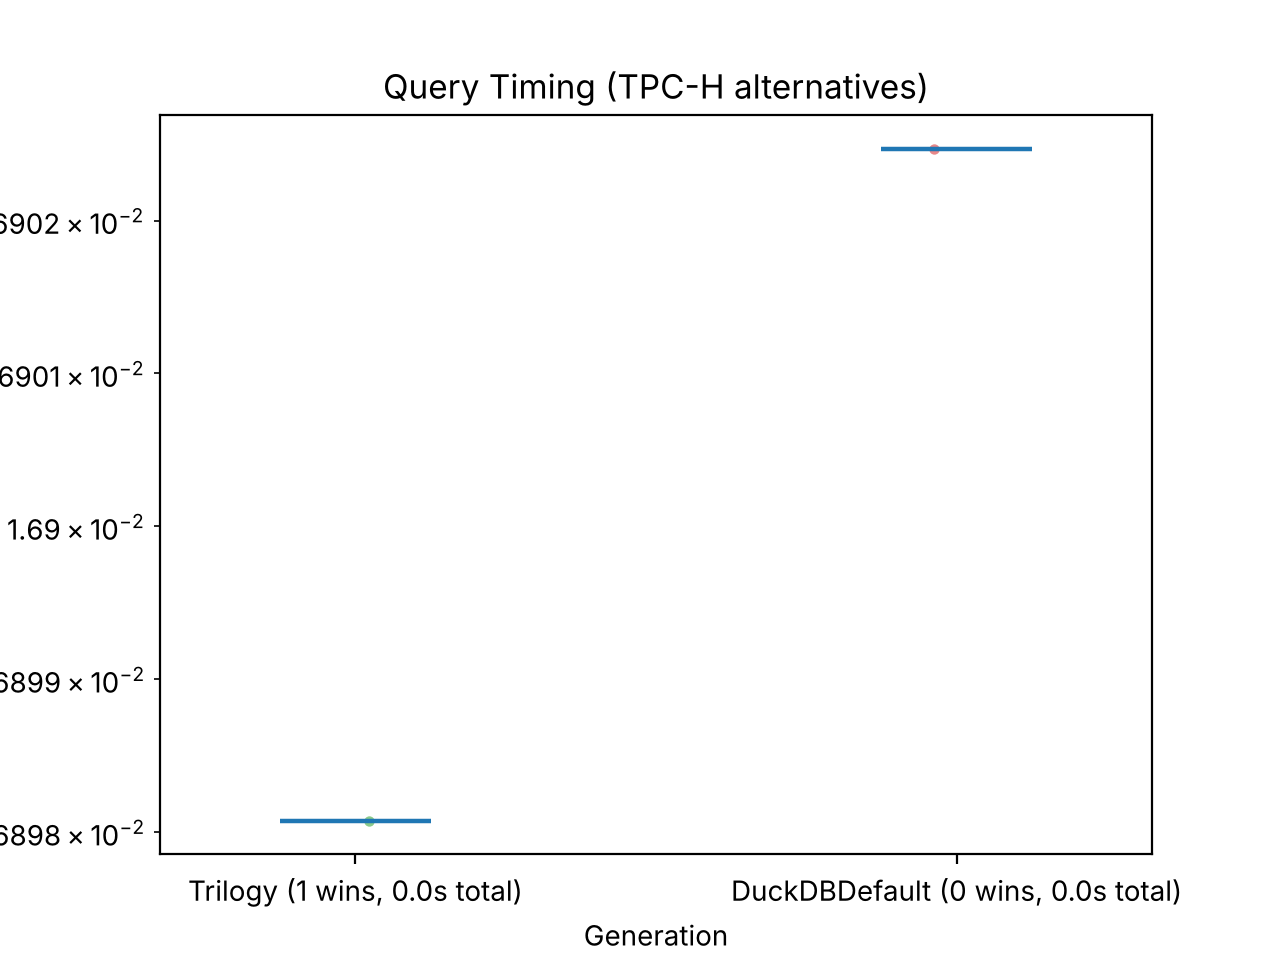 Query Timing (TPC-H alternatives)
6902 × 10⁻²
6901 × 10⁻²
1.69 × 10⁻²
6899 × 10⁻²
6898 × 10⁻²
Trilogy (1 wins, 0.0s total)
DuckDBDefault (0 wins, 0.0s total)
Generation